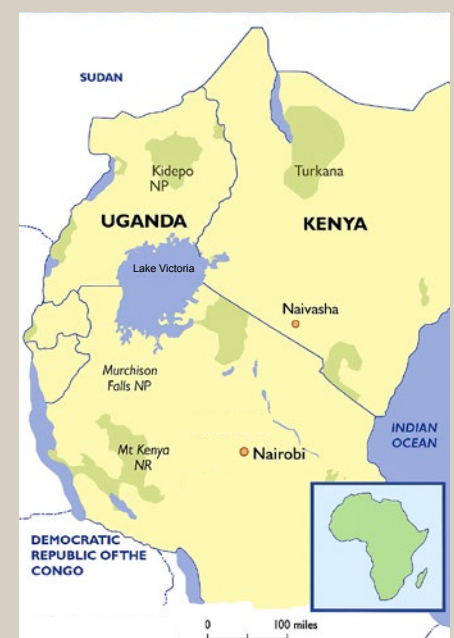 SUDAN
Kidepo
NP
Turkana
UGANDA
KENYA
Lake Victoria
Naivasha
Murchison
Falls NP
INDIAN
OCEAN
Mt Kenya
NR
Nairobi
DEMOCRATIC
REPUBLIC OF THE
CONGO
0 100 miles